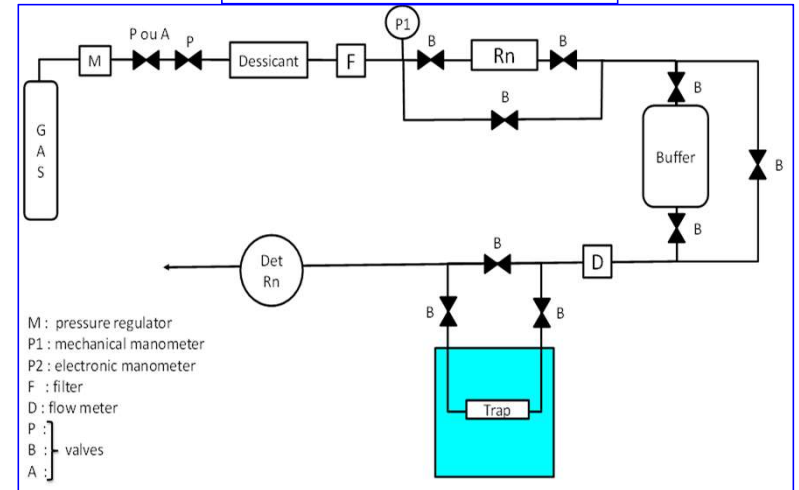 P1
P ou A
P
B
B
M
Dessicant
F
Rn
B
B
G
A
S
Buffer
B
B
B
Det
Rn
D
B
B
M : pressure regulator
P1 : mechanical manometer
P2 : electronic manometer
F : filter
D : flow meter
P :
B : valves
A :
Trap